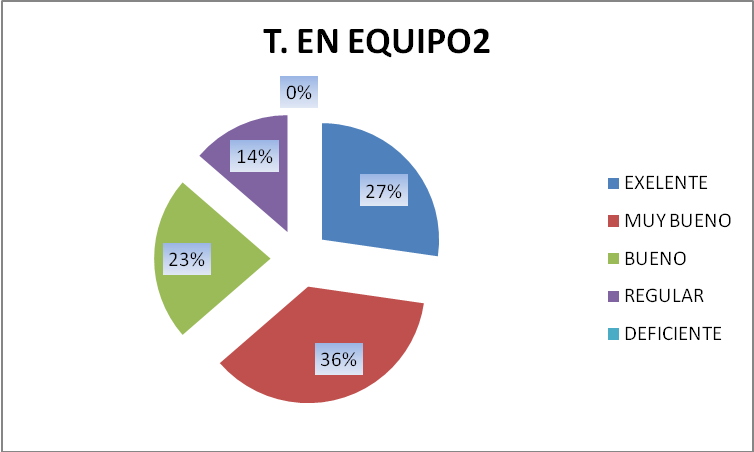 T. EN EQUIPO2
0%
14%
27%
23%
36%
EXELENTE
MUY BUENO
BUENO
REGULAR
DEFICIENTE